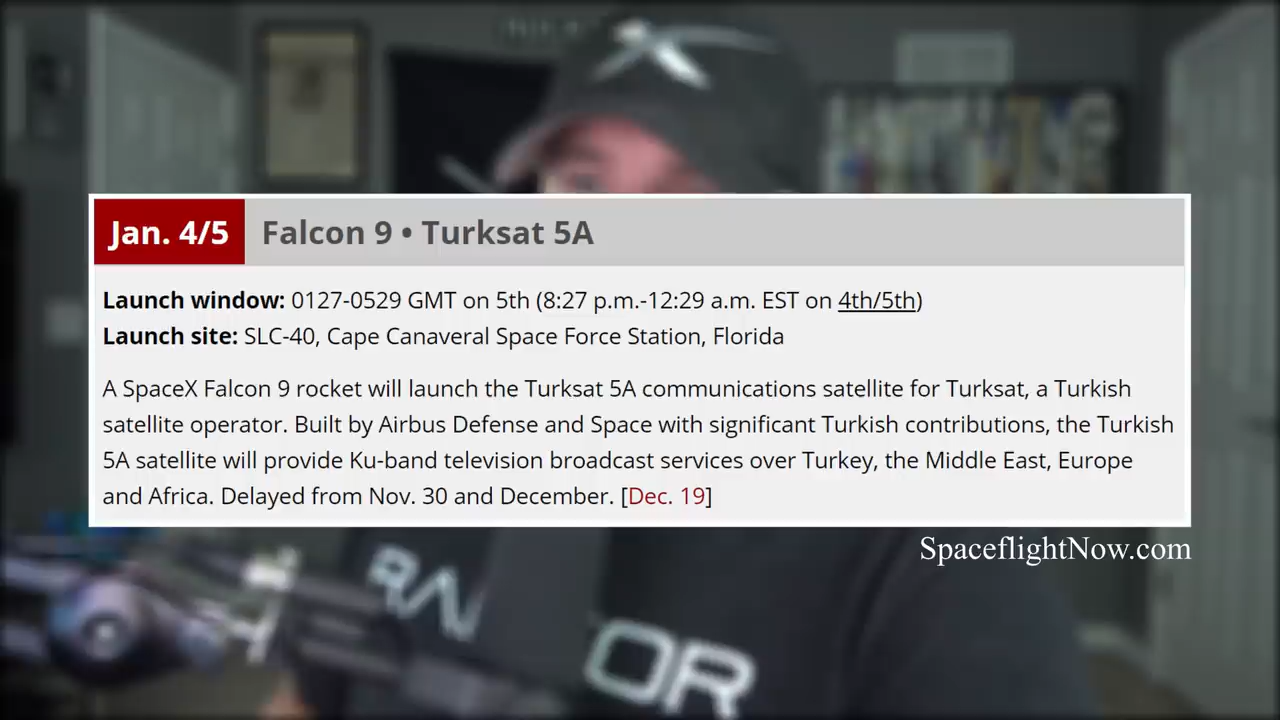 Jan. 4/5 Falcon 9 • Turksat 5A
Launch window: 0127-0529 GMT on 5th (8:27 p.m.-12:29 a.m. EST on 4th/5th)
Launch site: SLC-40, Cape Canaveral Space Force Station, Florida
A SpaceX Falcon 9 rocket will launch the Turksat 5A communications satellite for Turksat, a Turkish
satellite operator. Built by Airbus Defense and Space with significant Turkish contributions, the Turkish
5A satellite will provide Ku-band television broadcast services over Turkey, the Middle East, Europe
and Africa. Delayed from Nov. 30 and December. [Dec. 19]
SpaceflightNow.com